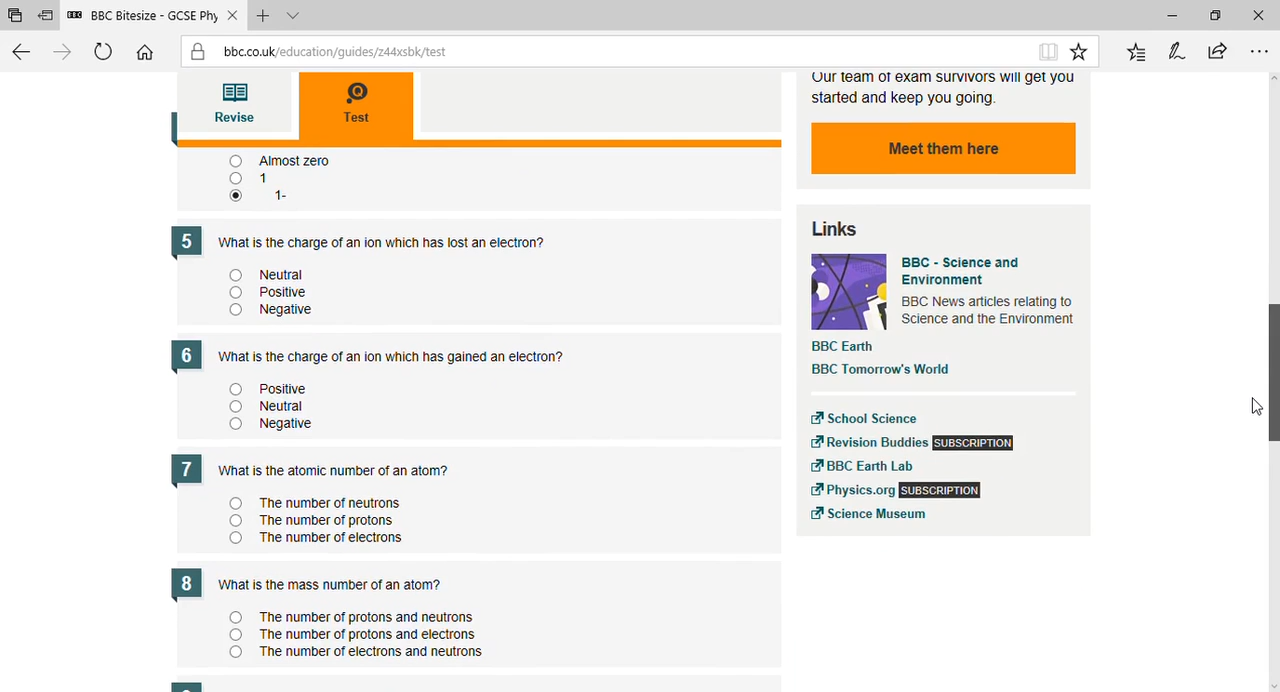 BBC Bitesize - GCSE Phy
bbc.co.uk/education/guides/z44xsbk/test
Revise
Test
Almost zero
1
1-
5
What is the charge of an ion which has lost an electron?
Neutral
Positive
Negative
6
What is the charge of an ion which has gained an electron?
Positive
Neutral
Negative
7
What is the atomic number of an atom?
The number of neutrons
The number of protons
The number of electrons
8
What is the mass number of an atom?
The number of protons and neutrons
The number of protons and electrons
The number of electrons and neutrons
Our team of exam survivors will get you
started and keep you going.
Meet them here
Links
BBC - Science and
Environment
BBC News articles relating to
Science and the Environment
BBC Earth
BBC Tomorrow's World
School Science
Revision Buddies SUBSCRIPTION
BBC Earth Lab
Physics.org SUBSCRIPTION
Science Museum